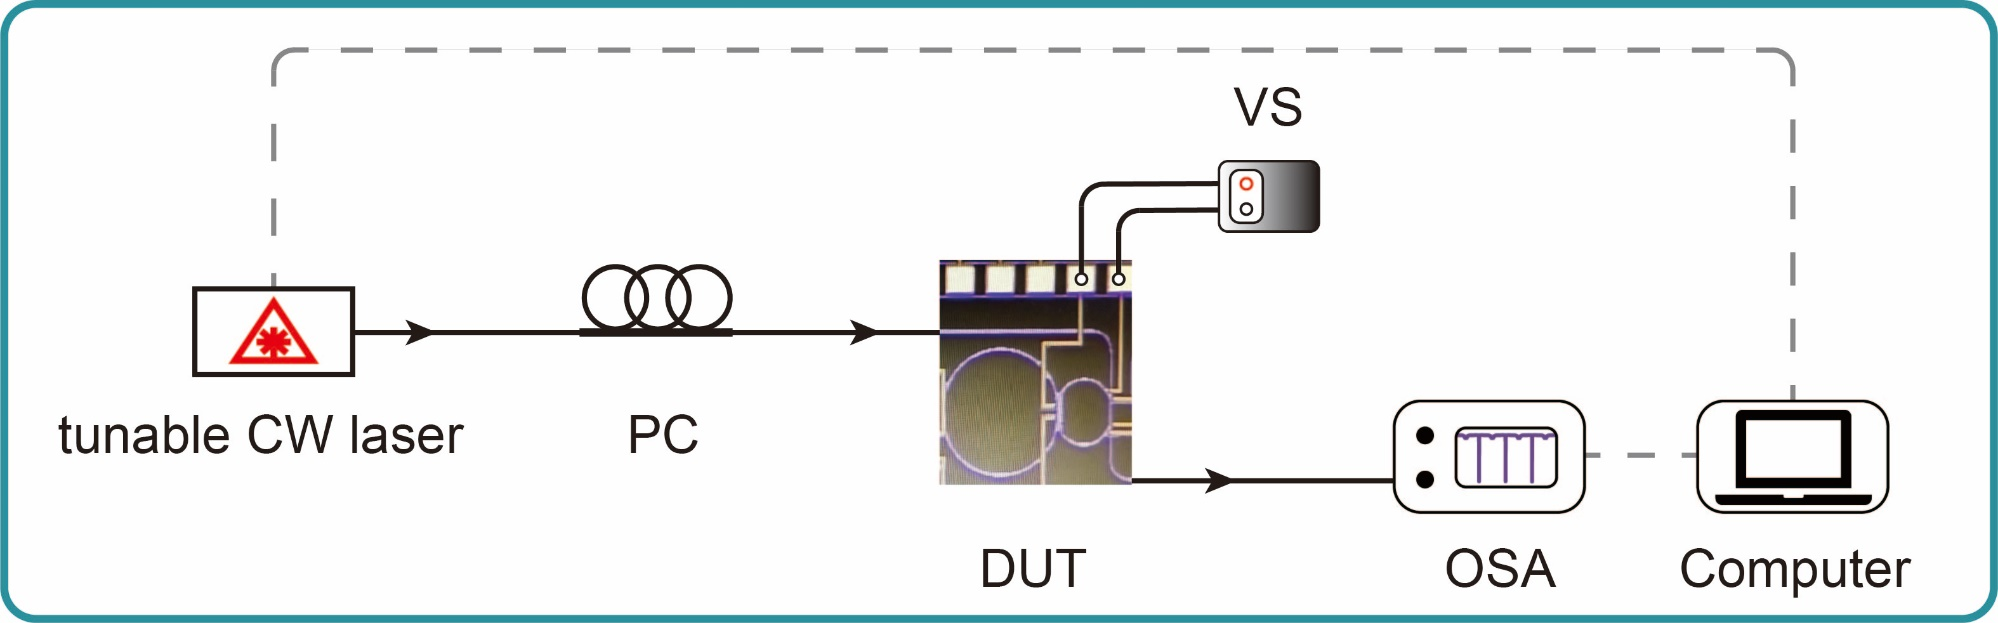 VS
tunable CW laser
PC
DUT
OSA
Computer